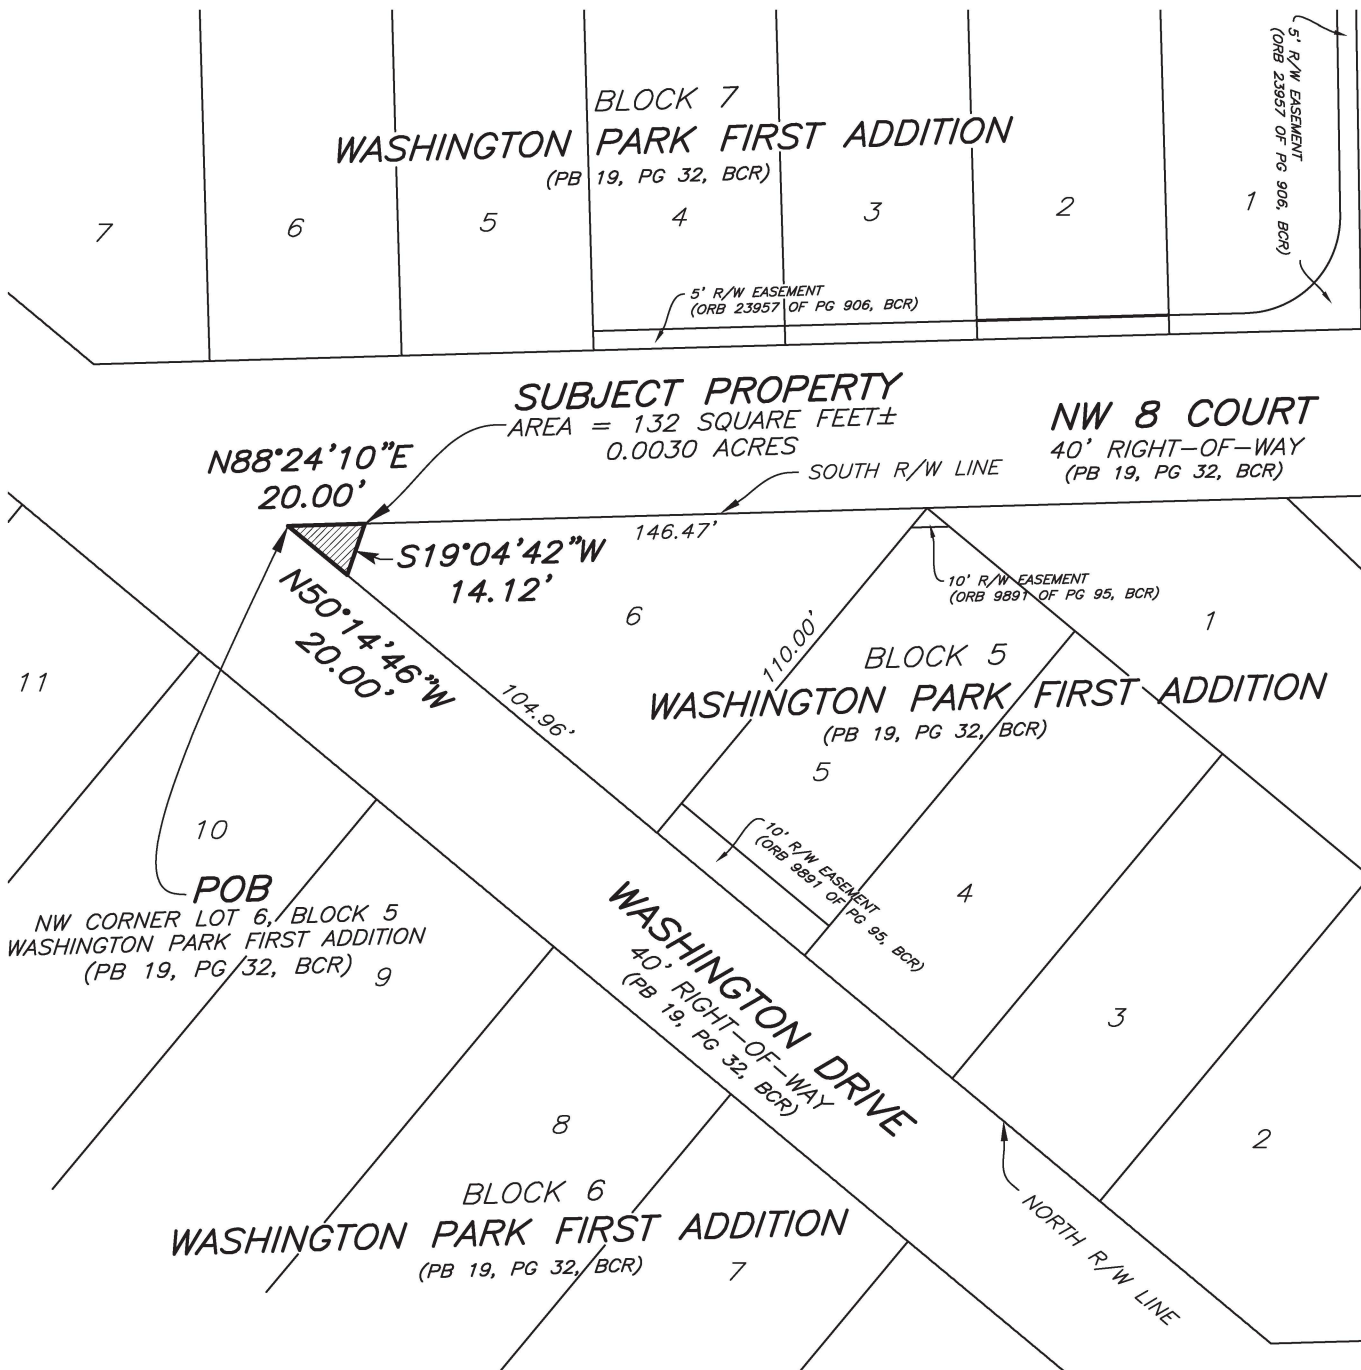 BLOCK 7
WASHINGTON PARK FIRST ADDITION
(PB 19, PG 32, BCR)
7
6
5
4
3
2
1
5' R/W EASEMENT
(ORB 23957 OF PG 906, BCR)
5' R/W EASEMENT
(ORB 23957 OF PG 906, BCR)
SUBJECT PROPERTY
AREA = 132 SQUARE FEET±
0.0030 ACRES
NW 8 COURT
40' RIGHT-OF-WAY
(PB 19, PG 32, BCR)
N88°24'10"E
20.00'
SOUTH R/W LINE
146.47'
S19°04'42"W
14.12'
N50°14'46"W
20.00'
104.96'
6
110.00'
10' R/W EASEMENT
(ORB 9891 OF PG 95, BCR)
1
BLOCK 5
WASHINGTON PARK FIRST ADDITION
(PB 19, PG 32, BCR)
5
10' R/W EASEMENT
(ORB 9891 OF PG 95, BCR)
4
3
2
11
10
POB
NW CORNER LOT 6, BLOCK 5
WASHINGTON PARK FIRST ADDITION
(PB 19, PG 32, BCR)
9
WASHINGTON DRIVE
40' RIGHT-OF-WAY
(PB 19, PG 32, BCR)
8
BLOCK 6
WASHINGTON PARK FIRST ADDITION
(PB 19, PG 32, BCR)
7
NORTH R/W LINE